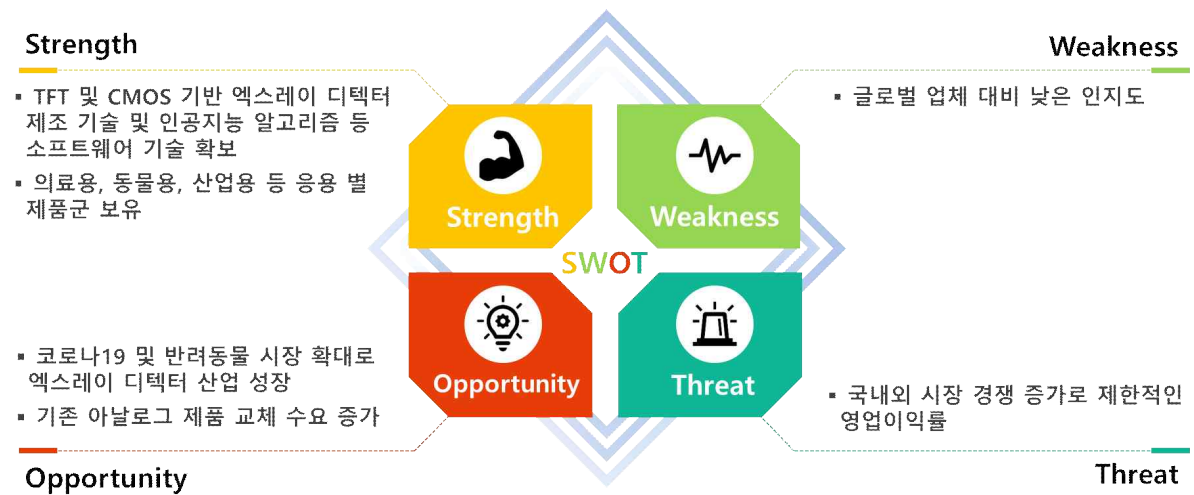 Strength
▪ TFT 및 CMOS 기반 엑스레이 디텍터
제조 기술 및 인공지능 알고리즘 등
소프트웨어 기술 확보
▪ 의료용, 동물용, 산업용 등 응용 별
제품군 보유
Weakness
▪ 글로벌 업체 대비 낮은 인지도
Strength
Weakness
SWOT
Opportunity
Threat
▪ 코로나19 및 반려동물 시장 확대로
엑스레이 디텍터 산업 성장
▪ 기존 아날로그 제품 교체 수요 증가
Opportunity
▪ 국내외 시장 경쟁 증가로 제한적인
영업이익률
Threat